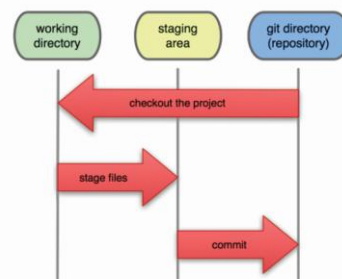 working
directory
staging
area
git directory
(repository)
checkout the project
stage files
commit